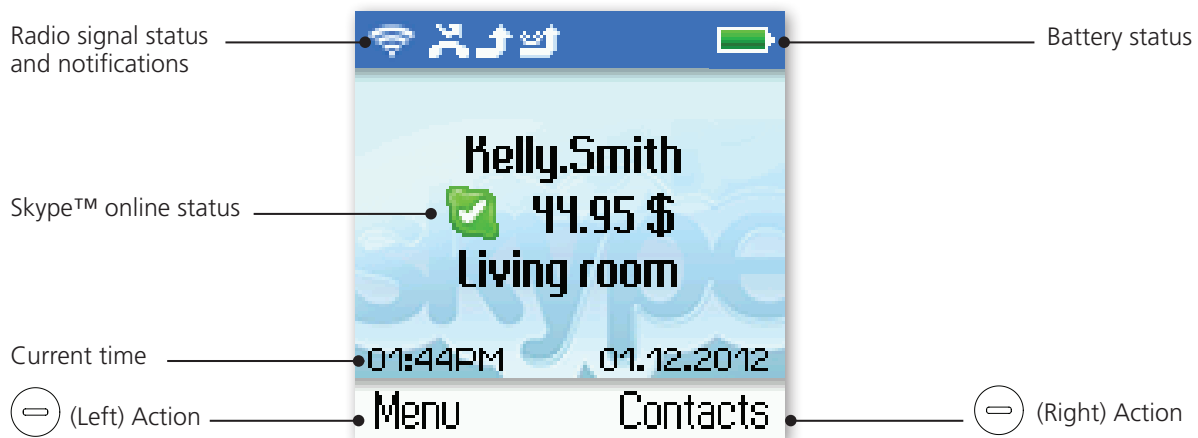 Radio signal status
and notifications
Battery status
Kelly.Smith
Skype™ online status
44.95 $
Living room
skype
Current time
01:44PM 01.12.2012
(Left) Action
Menu Contacts
(Right) Action